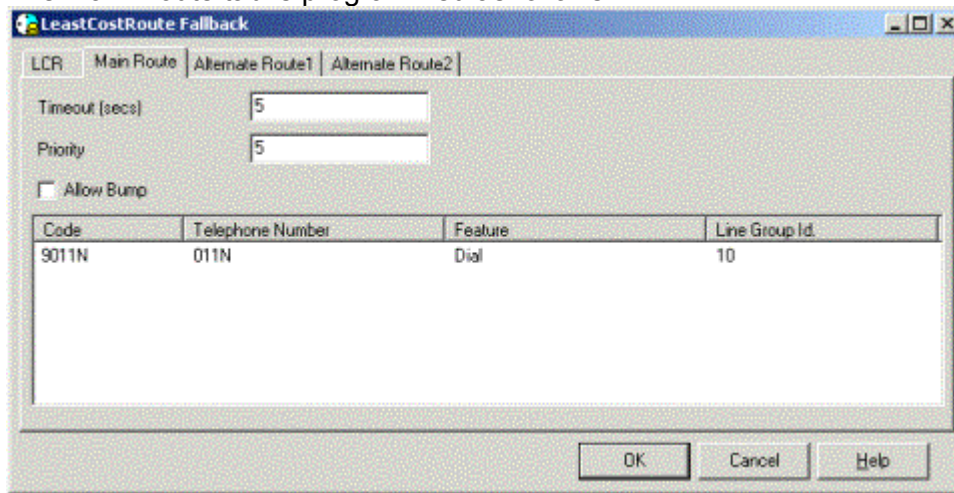 LeastCostRoute Fallback
LCR Main Route Alternate Route1 Alternate Route2
Timeout (secs) 5
Priority 5
Allow Bump
Code Telephone Number Feature Line Group Id.
9011N 011N Dial 10
OK Cancel Help